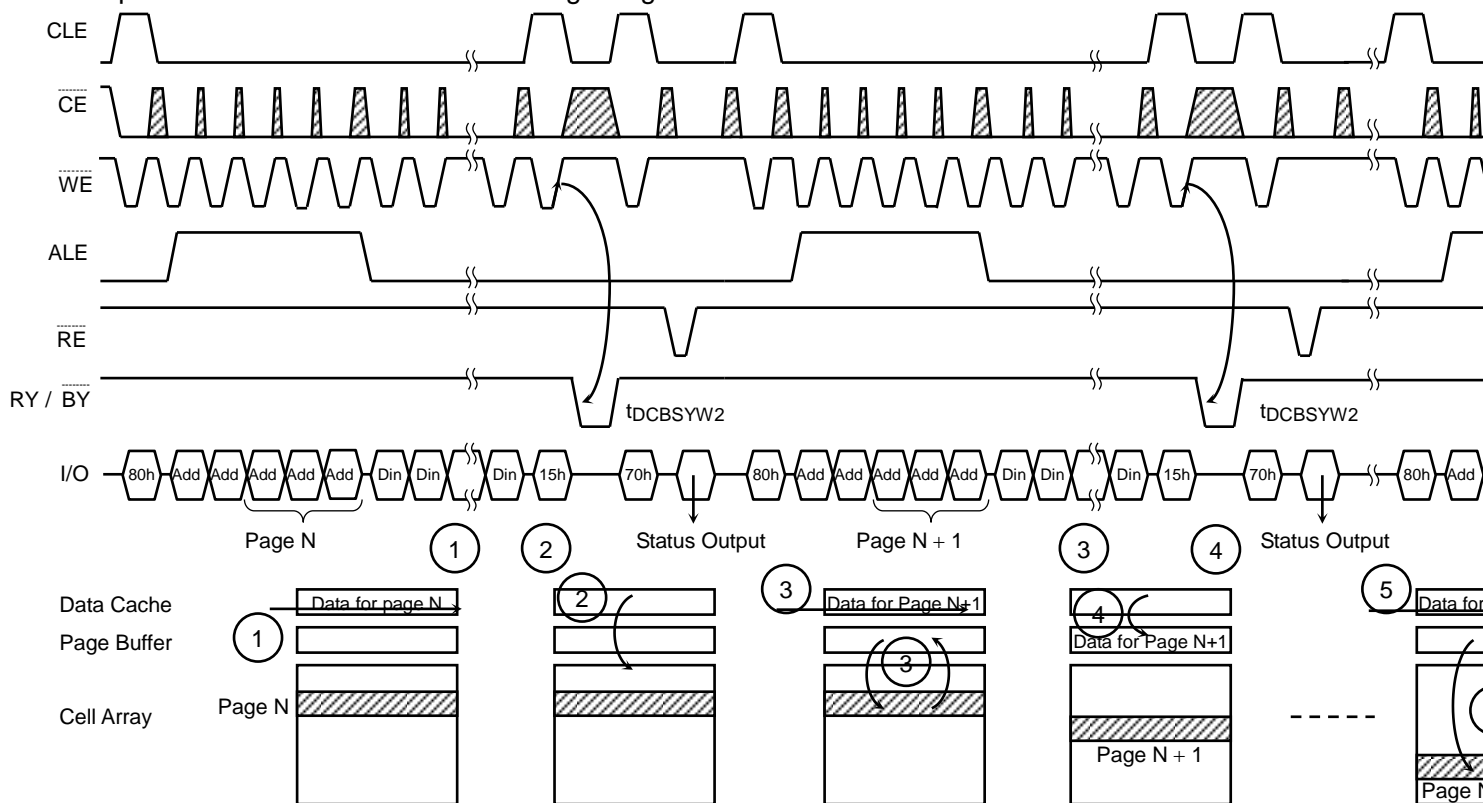 CLE
CE
WE
ALE
RE
RY / BY
tDCBSYW2 tDCBSYW2
I/O 80h Add Add Add Add Add Din Din Din 15h 70h 80h Add Add Add Add Add Din Din Din 15h 70h 80h Add
Page N 1 2 Status Output Page N + 1 3 4 Status Output
Data Cache Data for page N 2 3 Data for Page N+1 4 5 Data for
Page Buffer 1 3 Data for Page N+1
Cell Array Page N
Page N + 1
Page N